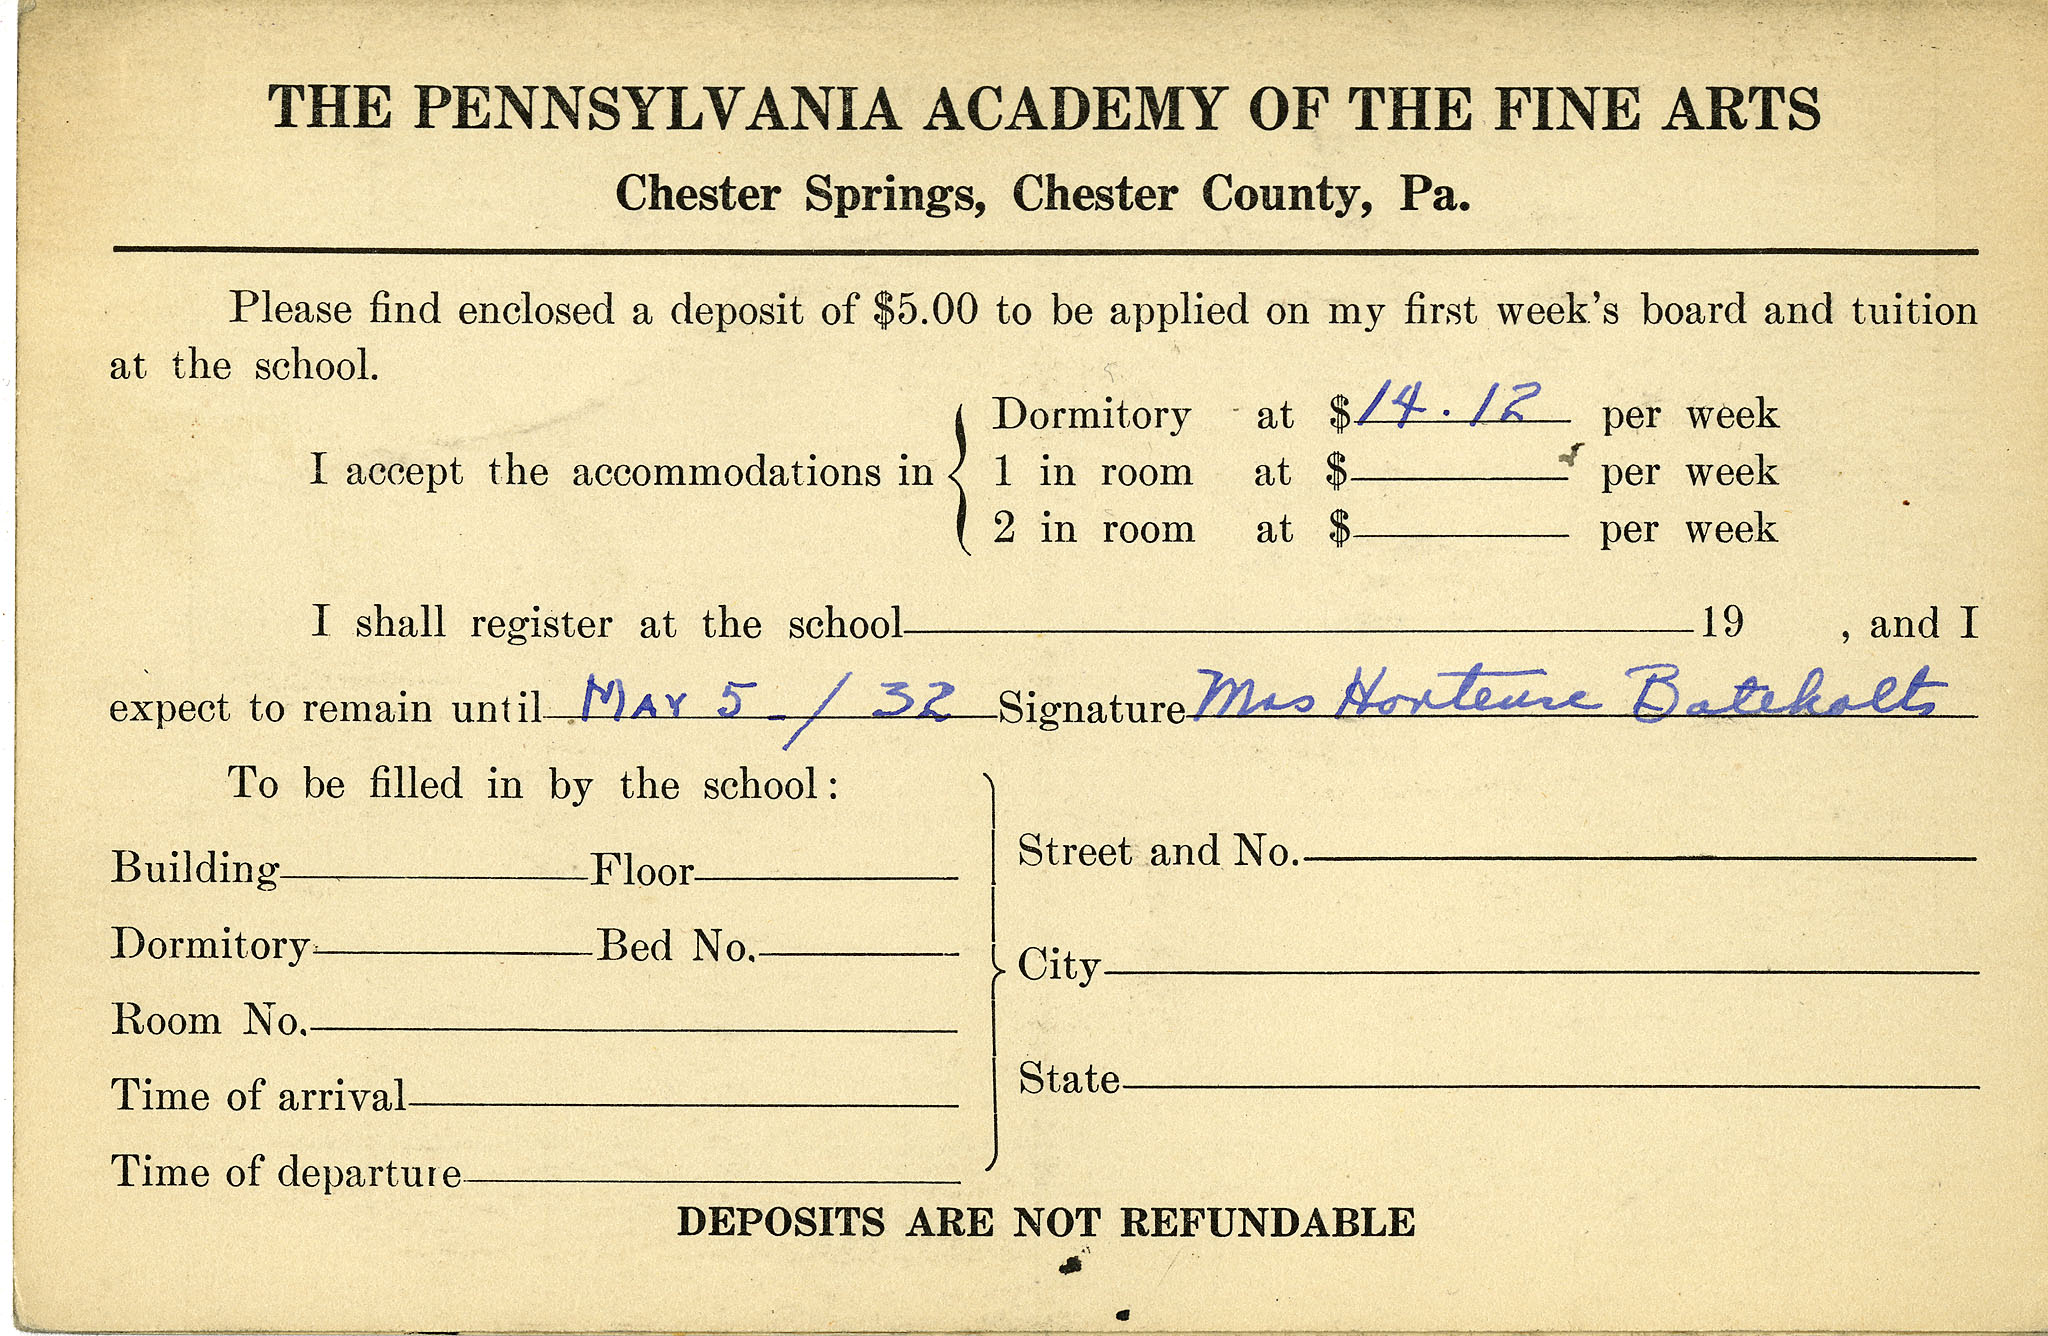 THE PENNSYLVANIA ACADEMY OF THE FINE ARTS
Chester Springs, Chester County, Pa.
Please find enclosed a deposit of $5.00 to be applied on my first week's board and tuition
at the school.
I accept the accommodations in
Dormitory at $14.12 per week
1 in room at $ per week
2 in room at $ per week
I shall register at the school 19 , and I
expect to remain until May 5 - / 32 Signature Mrs Hortense
To be filled in by the school:
Building Floor
Dormitory Bed No.
Room No.
Time of arrival
Time of departure
Street and No.
City
State
DEPOSITS ARE NOT REFUNDABLE